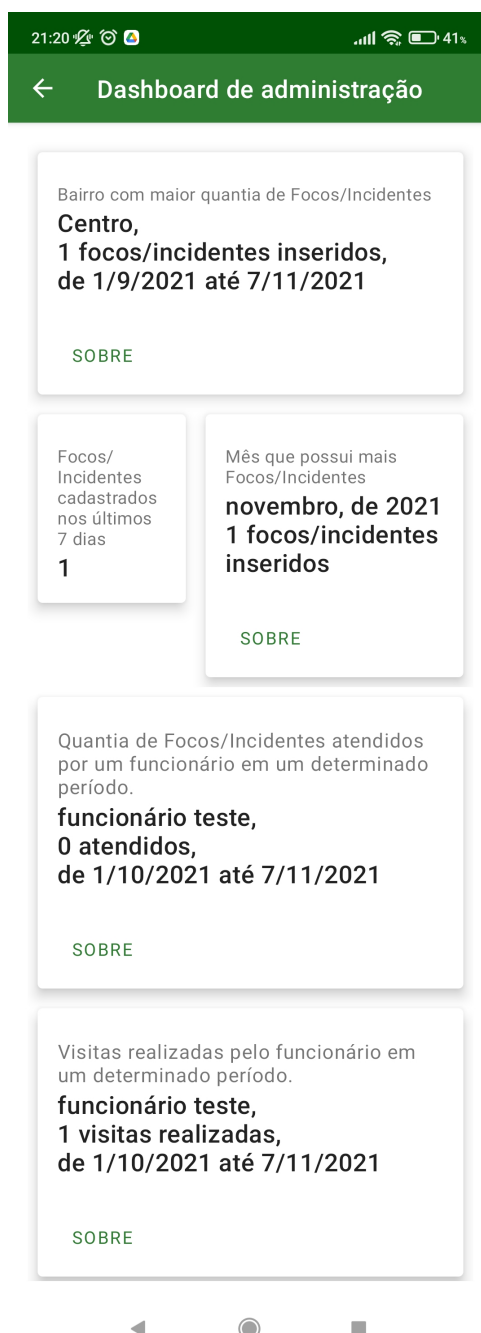 21:20
41%
Dashboard de administração
Bairro com maior quantia de Focos/Incidentes
Centro,
1 focos/incidentes inseridos,
de 1/9/2021 até 7/11/2021
SOBRE
Focos/
Incidentes
cadastrados
nos últimos
7 dias
1
Mês que possui mais
Focos/Incidentes
novembro, de 2021
1 focos/incidentes
inseridos
SOBRE
Quantia de Focos/Incidentes atendidos
por um funcionário em um determinado
período.
funcionário teste,
0 atendidos,
de 1/10/2021 até 7/11/2021
SOBRE
Visitas realizadas pelo funcionário em
um determinado período.
funcionário teste,
1 visitas realizadas,
de 1/10/2021 até 7/11/2021
SOBRE